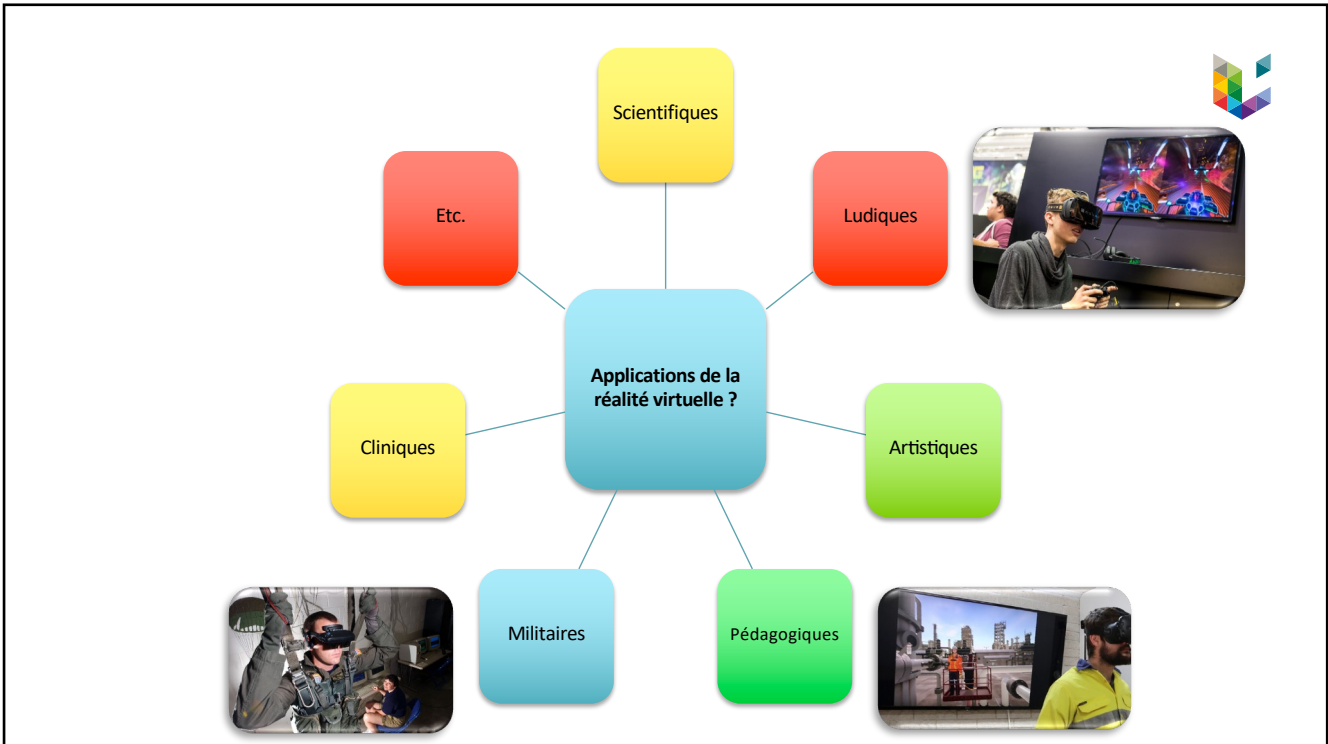 Scientifiques
Etc.
Ludiques
Applications de la
réalité virtuelle ?
Cliniques
Artistiques
Militaires
Pédagogiques